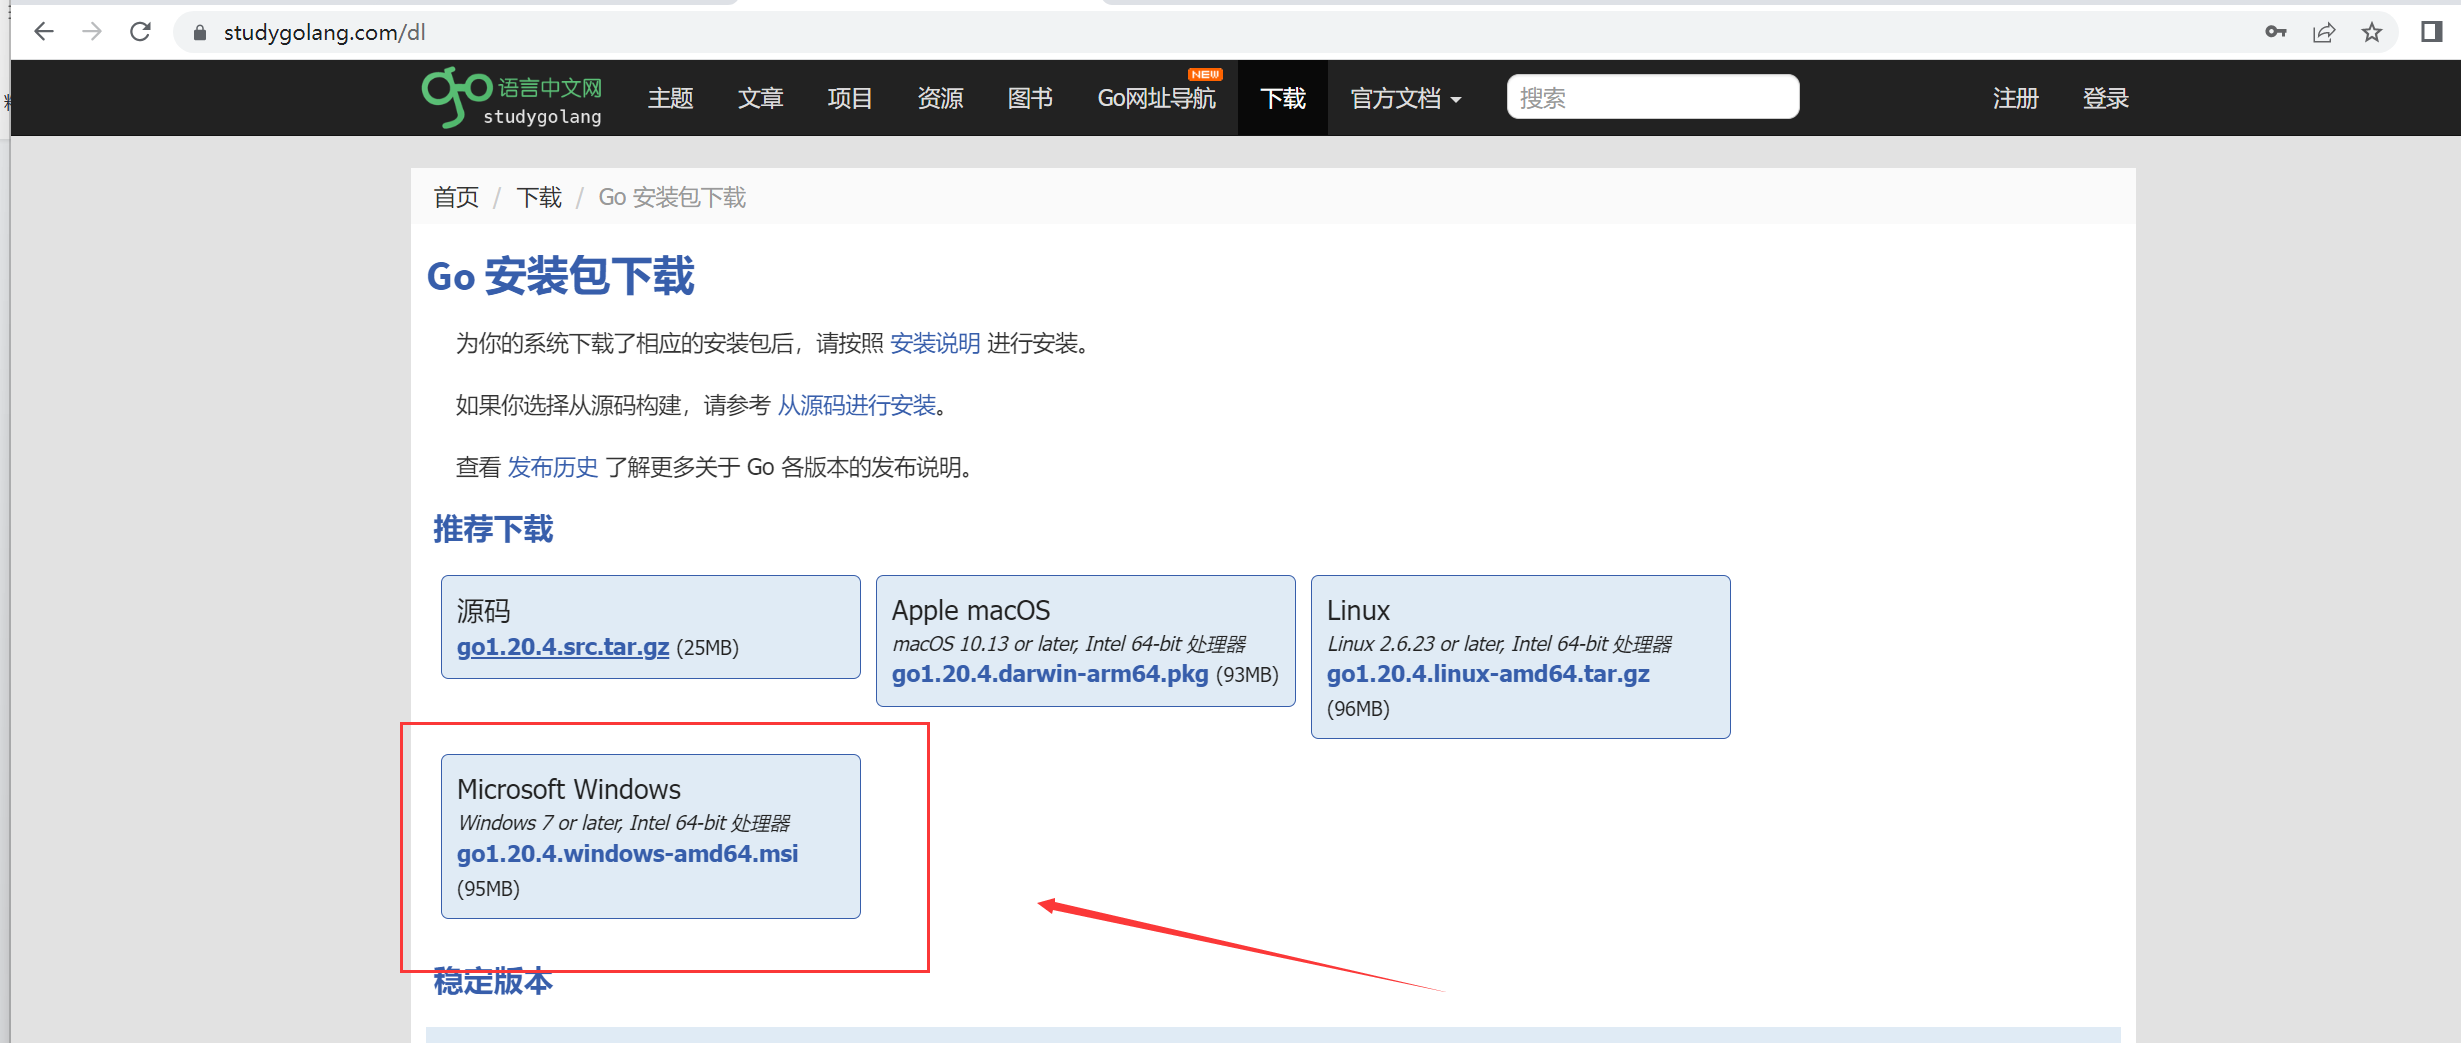 studygolang.com/dl
go语言中文网
studygolang
主题
文章
项目
资源
图书
Go网址导航
NEW
下载
官方文档
搜索
注册
登录
首页 / 下载 / Go 安装包下载
Go 安装包下载
为你的系统下载了相应的安装包后，请按照 安装说明 进行安装。
如果你选择从源码构建，请参考 从源码进行安装。
查看 发布历史 了解更多关于 Go 各版本的发布说明。
推荐下载
源码
go1.20.4.src.tar.gz (25MB)
Apple macOS
macOS 10.13 or later, Intel 64-bit 处理器
go1.20.4.darwin-arm64.pkg (93MB)
Linux
Linux 2.6.23 or later, Intel 64-bit 处理器
go1.20.4.linux-amd64.tar.gz
(96MB)
Microsoft Windows
Windows 7 or later, Intel 64-bit 处理器
go1.20.4.windows-amd64.msi
(95MB)
稳定版本